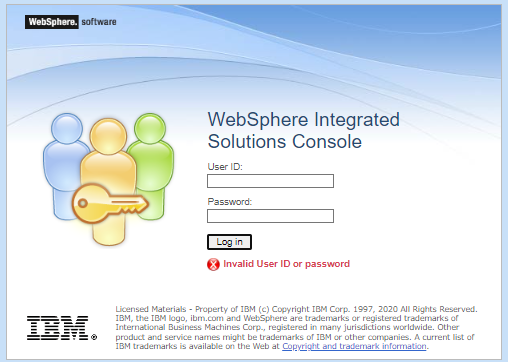 WebSphere. software
WebSphere Integrated
Solutions Console
User ID:
Password:
Log in
Invalid User ID or password
IBM.
Licensed Materials - Property of IBM (c) Copyright IBM Corp. 1997, 2020 All Rights Reserved.
IBM, the IBM logo, ibm.com and WebSphere are trademarks or registered trademarks of
International Business Machines Corp., registered in many jurisdictions worldwide. Other
product and service names might be trademarks of IBM or other companies. A current list of
IBM trademarks is available on the Web at Copyright and trademark information.